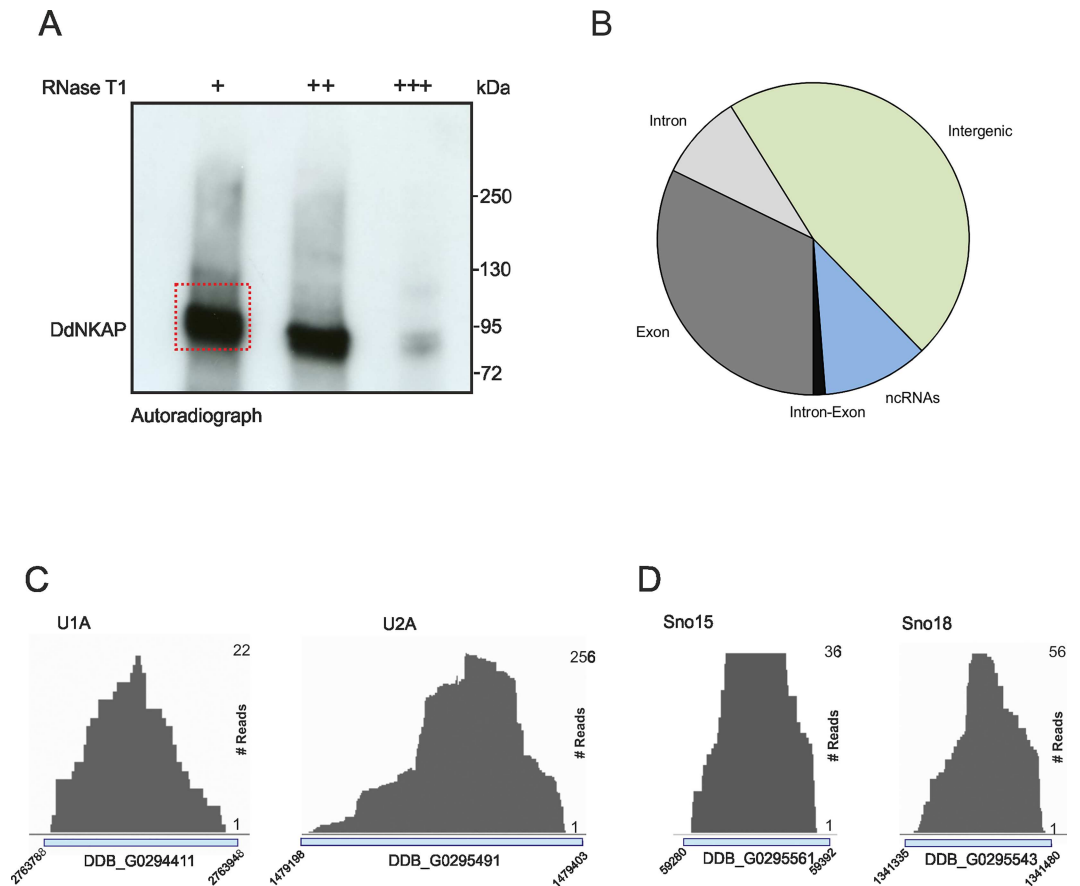 A
RNase T1 + ++ +++ kDa
250
130
DdNKAP
95
72
Autoradiograph
B
Intron
Intergenic
Exon
Intron-Exon
ncRNAs
C
U1A
22
# Reads
1
2763768
DDB_G0294411
2763948
U2A
256
# Reads
1
1479198
DDB_G0295491
1479403
D
Sno15
36
# Reads
1
59280
DDB_G0295561
59392
Sno18
56
# Reads
1
1341335
DDB_G0295543
1341480